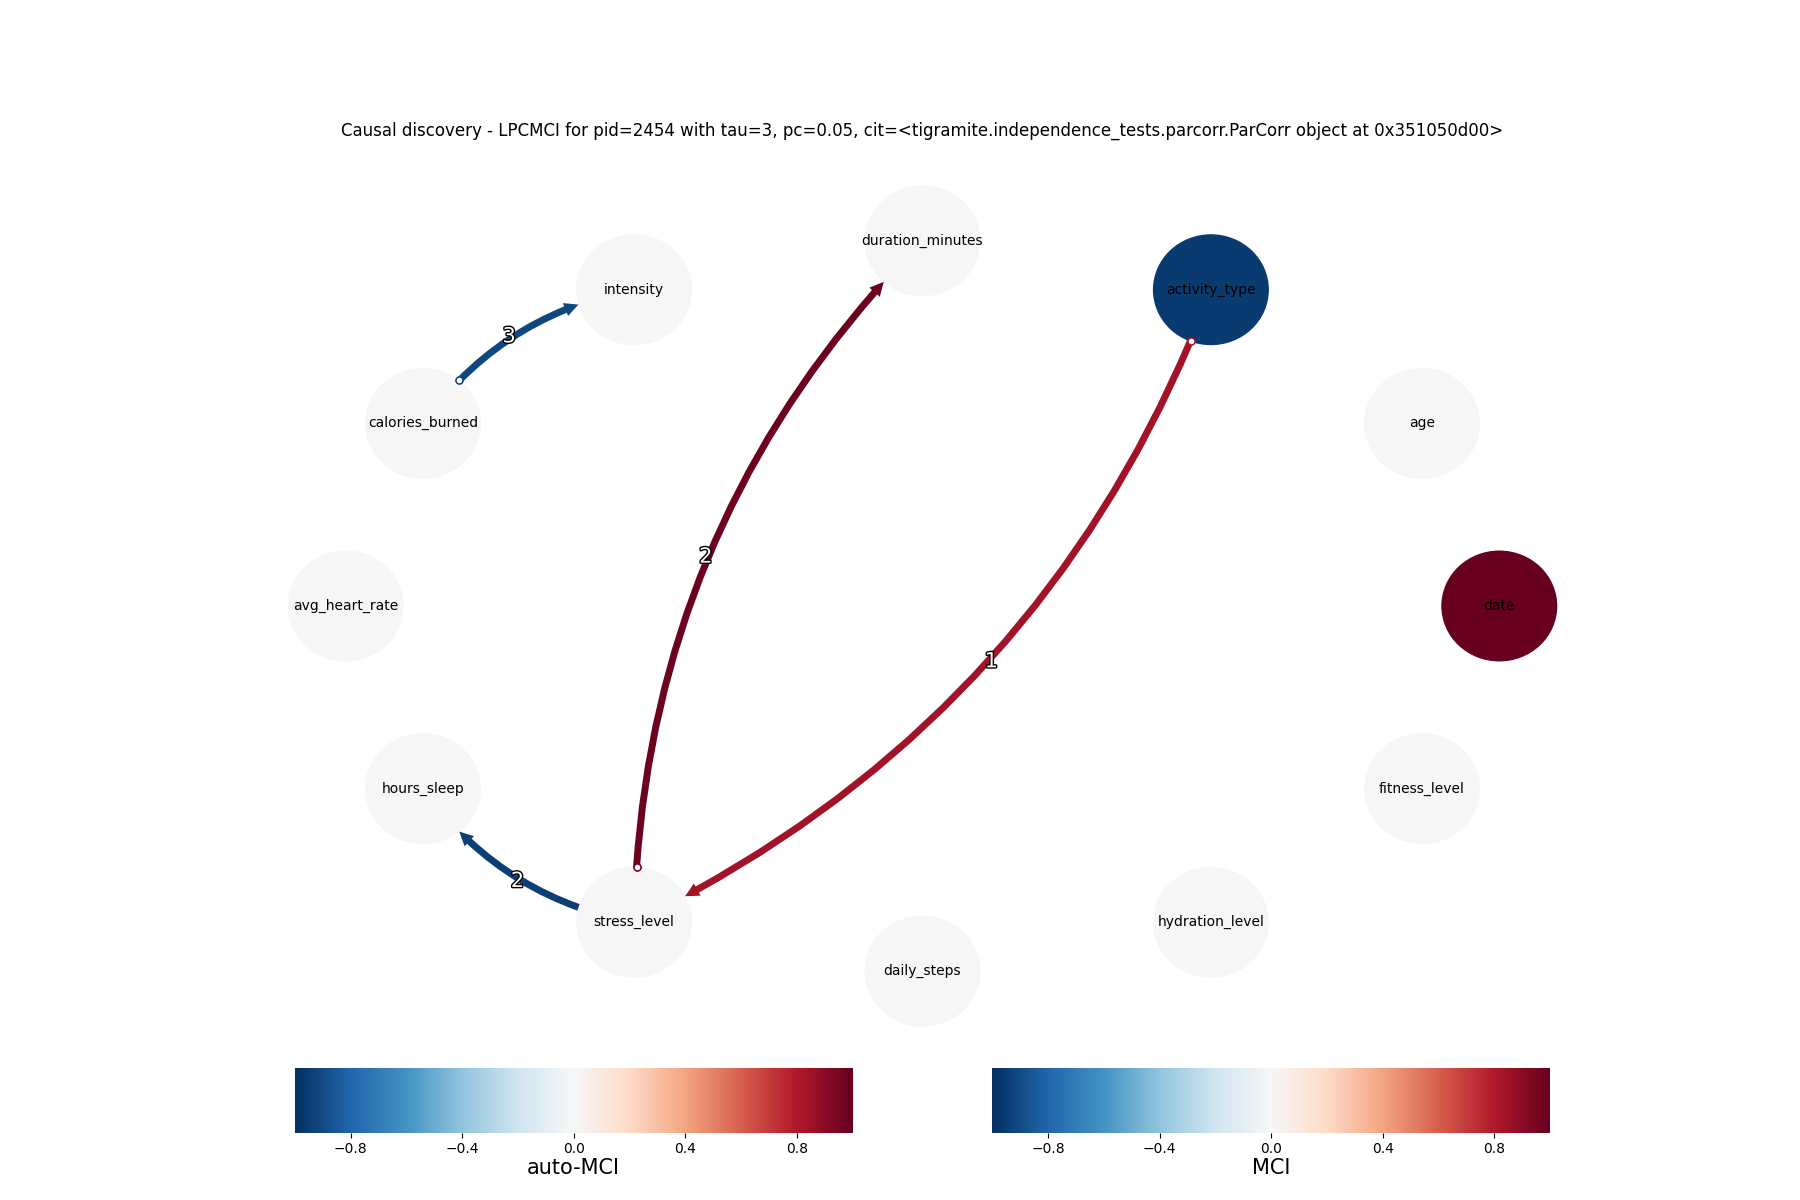 Causal discovery - LPCMCI for pid=2454 with tau=3, pc=0.05, cit=<tigramite.independence_tests.parcorr.ParCorr object at 0x351050d00>
duration_minutes
intensity
activity_type
3
calories_burned
age
2
avg_heart_rate
date
1
hours_sleep
fitness_level
2
stress_level
hydration_level
daily_steps
−0.8 −0.4 0.0 0.4 0.8
auto-MCI
−0.8 −0.4 0.0 0.4 0.8
MCI